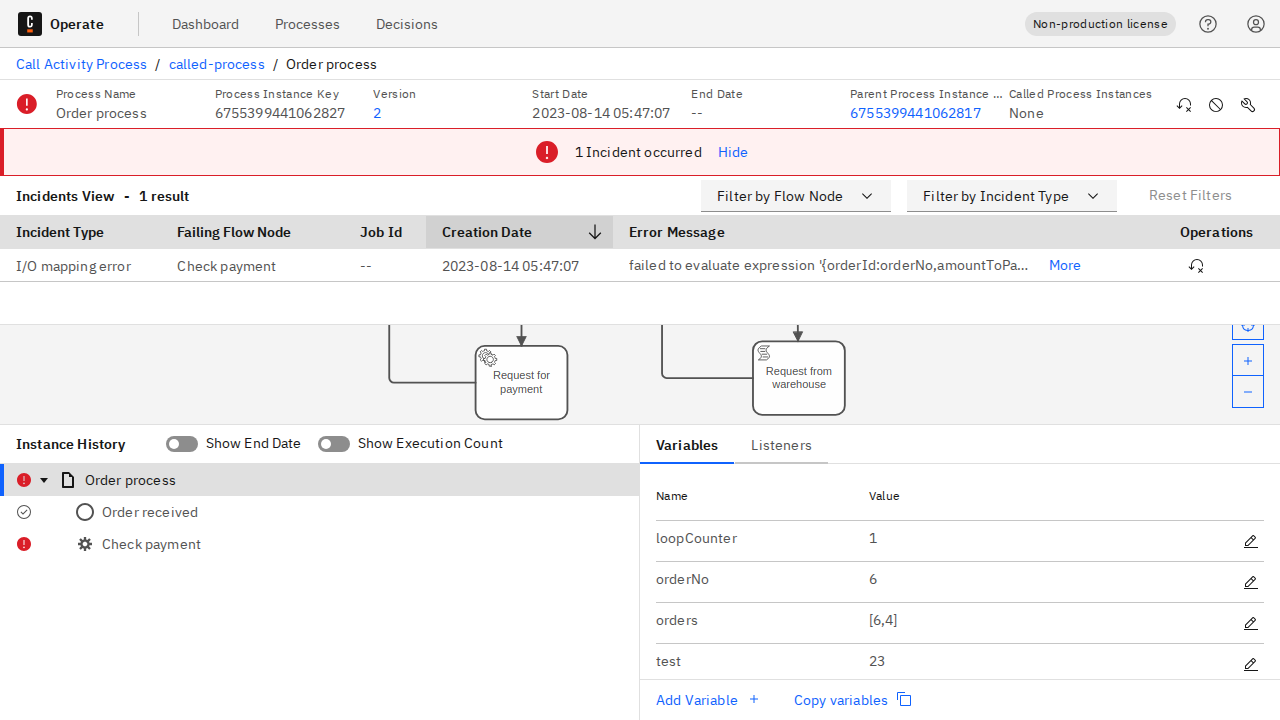 Operate
Dashboard
Processes
Decisions
Non-production license
Call Activity Process / called-process / Order process
Process Name
Process Instance Key
Version
Start Date
End Date
Parent Process Instance ...
Called Process Instances
Order process
6755399441062827
2
2023-08-14 05:47:07
--
6755399441062817
None
1 Incident occurred
Hide
Incidents View - 1 result
Filter by Flow Node
Filter by Incident Type
Reset Filters
Incident Type
Failing Flow Node
Job Id
Creation Date
Error Message
Operations
I/O mapping error
Check payment
--
2023-08-14 05:47:07
failed to evaluate expression '{orderId:orderNo,amountToPa...
More
Request for
payment
Request from
warehouse
Instance History
Show End Date
Show Execution Count
Order process
Order received
Check payment
Variables
Listeners
Name
Value
loopCounter
1
orderNo
6
orders
[6,4]
test
23
Add Variable +
Copy variables